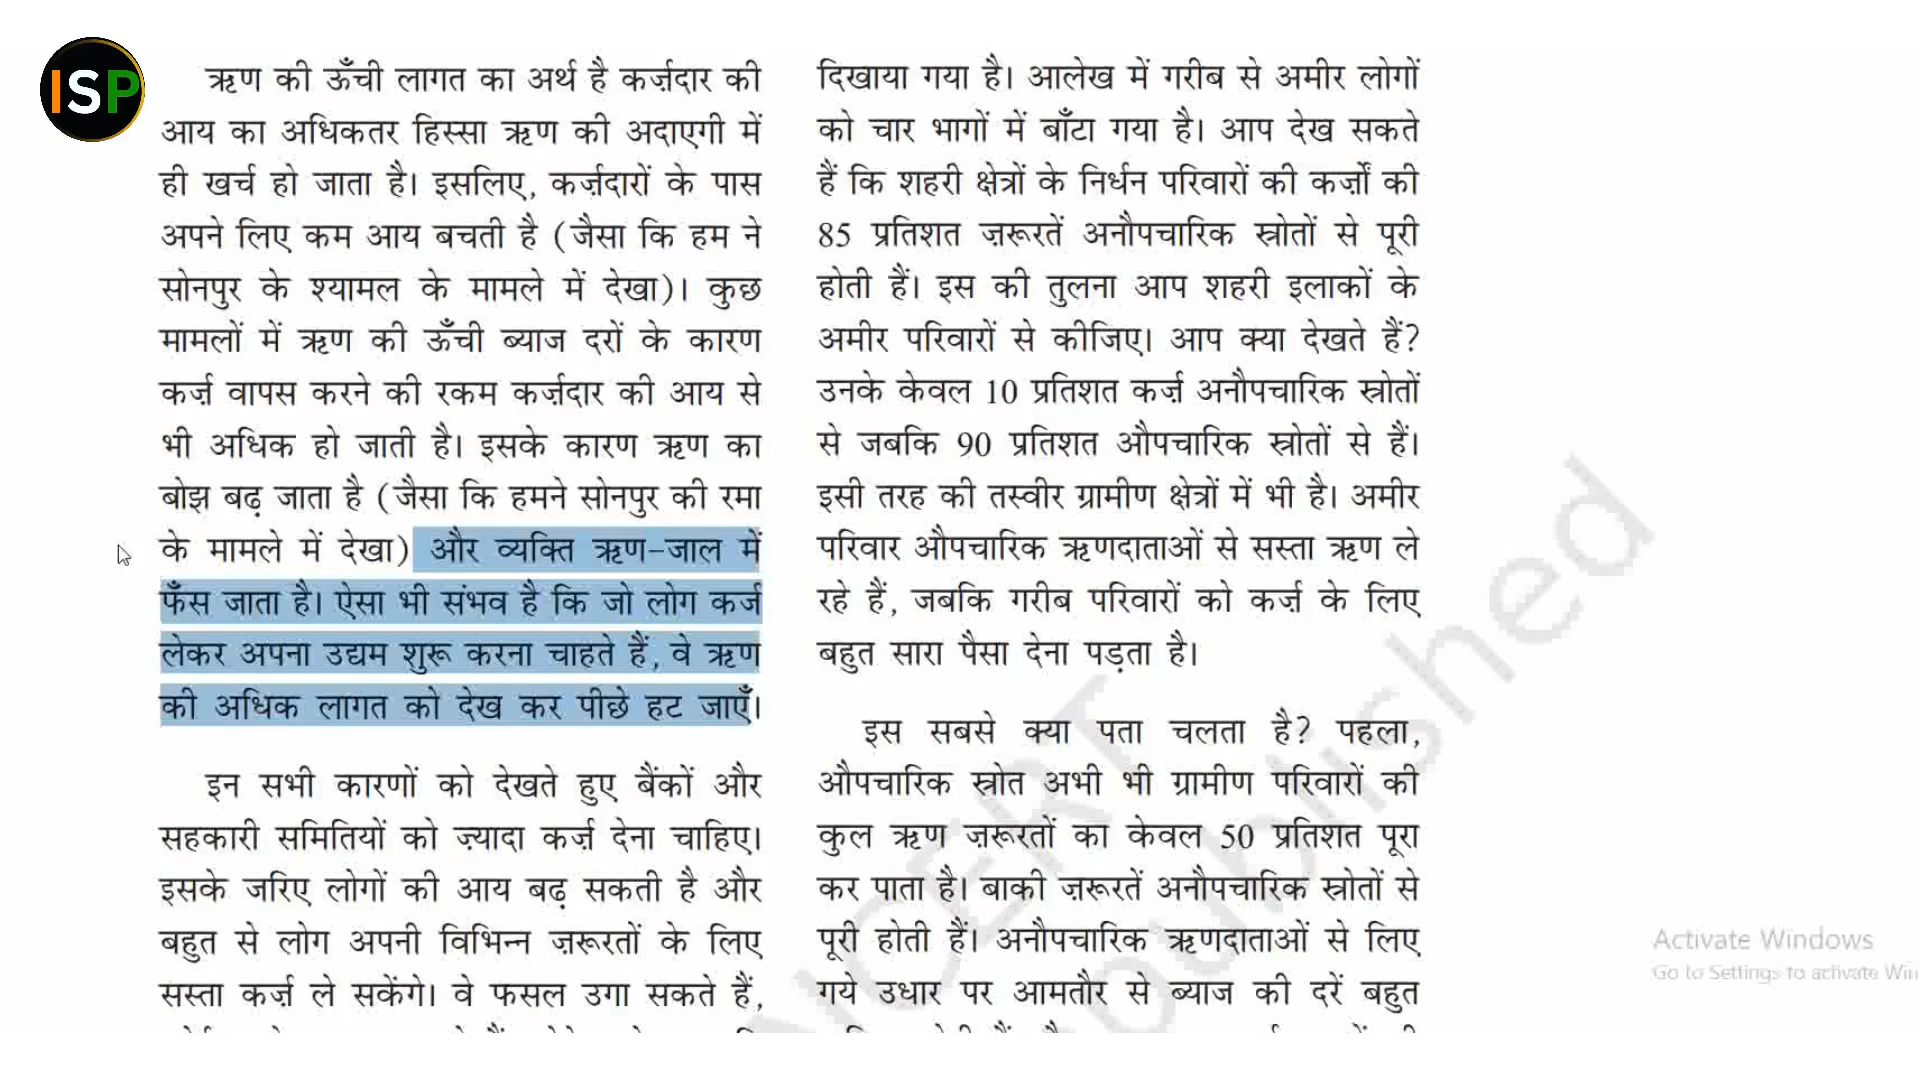 ISP
ऋण की ऊँची लागत का अर्थ है कर्ज़दार की
आय का अधिकतर हिस्सा ऋण की अदाएगी में
ही खर्च हो जाता है। इसलिए, कर्ज़दारों के पास
अपने लिए कम आय बचती है (जैसा कि हम ने
सोनपुर के श्यामल के मामले में देखा)। कुछ
मामलों में ऋण की ऊँची ब्याज दरों के कारण
कर्ज़ वापस करने की रकम कर्ज़दार की आय से
भी अधिक हो जाती है। इसके कारण ऋण का
बोझ बढ़ जाता है (जैसा कि हमने सोनपुर की रमा
के मामले में देखा) और व्यक्ति ऋण-जाल में
फँस जाता है। ऐसा भी संभव है कि जो लोग कर्ज
लेकर अपना उद्यम शुरू करना चाहते हैं, वे ऋण
की अधिक लागत को देख कर पीछे हट जाएँ।
इन सभी कारणों को देखते हुए बैंकों और
सहकारी समितियों को ज़्यादा कर्ज़ देना चाहिए।
इसके जरिए लोगों की आय बढ़ सकती है और
बहुत से लोग अपनी विभिन्न ज़रूरतों के लिए
सस्ता कर्ज़ ले सकेंगे। वे फसल उगा सकते हैं,
दिखाया गया है। आलेख में गरीब से अमीर लोगों
को चार भागों में बाँटा गया है। आप देख सकते
हैं कि शहरी क्षेत्रों के निर्धन परिवारों की कर्ज़ों की
85 प्रतिशत ज़रूरतें अनौपचारिक स्रोतों से पूरी
होती हैं। इस की तुलना आप शहरी इलाकों के
अमीर परिवारों से कीजिए। आप क्या देखते हैं?
उनके केवल 10 प्रतिशत कर्ज़ अनौपचारिक स्रोतों
से जबकि 90 प्रतिशत औपचारिक स्रोतों से हैं।
इसी तरह की तस्वीर ग्रामीण क्षेत्रों में भी है। अमीर
परिवार औपचारिक ऋणदाताओं से सस्ता ऋण ले
रहे हैं, जबकि गरीब परिवारों को कर्ज़ के लिए
बहुत सारा पैसा देना पड़ता है।
इस सबसे क्या पता चलता है? पहला,
औपचारिक स्रोत अभी भी ग्रामीण परिवारों की
कुल ऋण ज़रूरतों का केवल 50 प्रतिशत पूरा
कर पाता है। बाकी ज़रूरतें अनौपचारिक स्रोतों से
पूरी होती हैं। अनौपचारिक ऋणदाताओं से लिए
गये उधार पर आमतौर से ब्याज की दरें बहुत
NCERT
published
Activate Windows
Go to Settings to activate Win